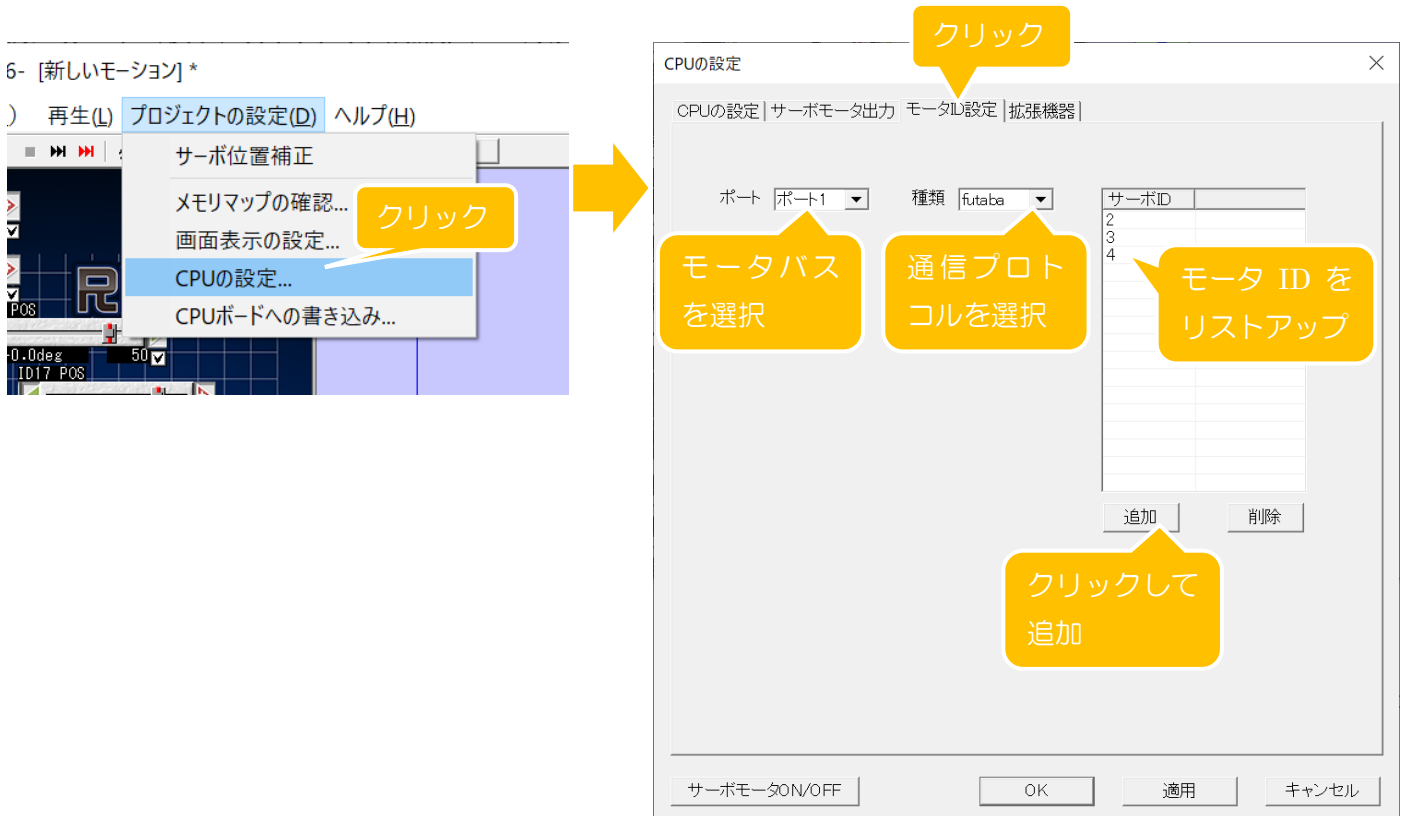 クリック
6- [新しいモーション] *
) 再生(L) プロジェクトの設定(D) ヘルプ(H)
サーボ位置補正
メモリマップの確認...
画面表示の設定...
CPUの設定...
CPUボードへの書き込み...
クリック
POS
-0.0deg 50
ID17 POS
CPUの設定
CPUの設定 サーボモータ出力 モータID設定 拡張機器
ポート ポート1 種類 futaba
サーボID
2
3
4
モータバス
を選択
通信プロト
コルを選択
モータ ID を
リストアップ
追加 削除
クリックして
追加
サーボモータON/OFF OK 適用 キャンセル